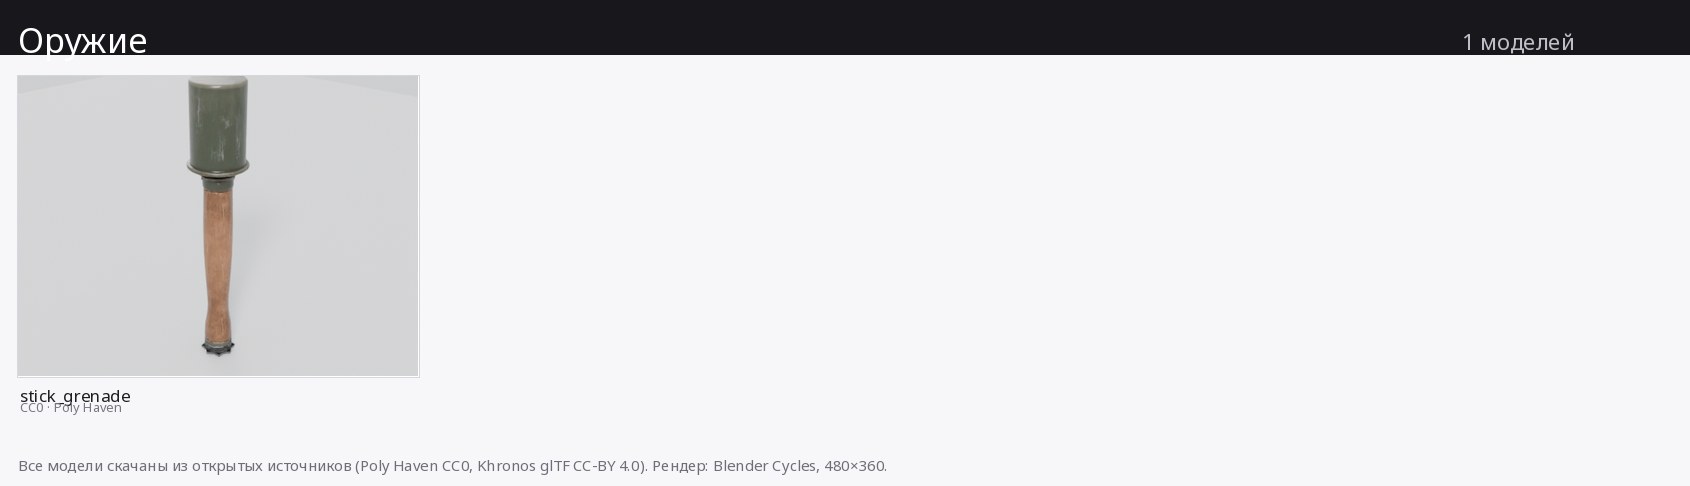 Оружие
1 моделей
stick_grenade
CC0 · Poly Haven
Все модели скачаны из открытых источников (Poly Haven CC0, Khronos glTF CC-BY 4.0). Рендер: Blender Cycles, 480×360.